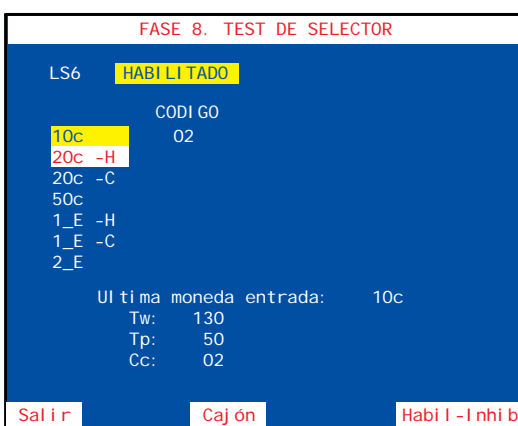 FASE 8. TEST DE SELECTOR
LS6 HABILITADO
CODIGO
10c 02
20c -H
20c -C
50c
1_E -H
1_E -C
2_E
Ultima moneda entrada: 10c
Tw: 130
Tp: 50
Cc: 02
Salir Cajón Habil-Inhib